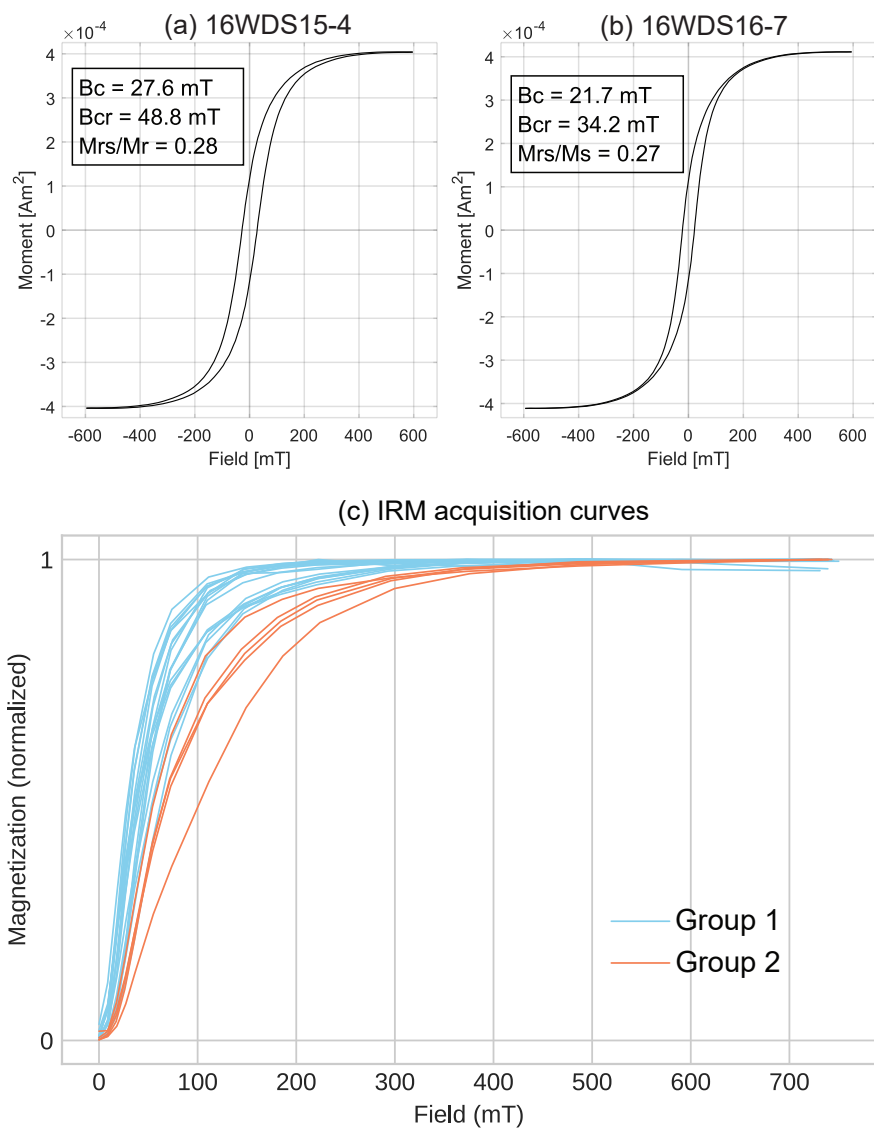 (a) 16WDS15-4
×10⁻⁴
Bc = 27.6 mT
Bcr = 48.8 mT
Mrs/Mr = 0.28
4
3
2
1
0
-1
-2
-3
-4
Moment [Am²]
-600 -400 -200 0 200 400 600
Field [mT]
(b) 16WDS16-7
×10⁻⁴
Bc = 21.7 mT
Bcr = 34.2 mT
Mrs/Ms = 0.27
4
3
2
1
0
-1
-2
-3
-4
Moment [Am²]
-600 -400 -200 0 200 400 600
Field [mT]
(c) IRM acquisition curves
1
0
Magnetization (normalized)
Group 1
Group 2
0 100 200 300 400 500 600 700
Field (mT)